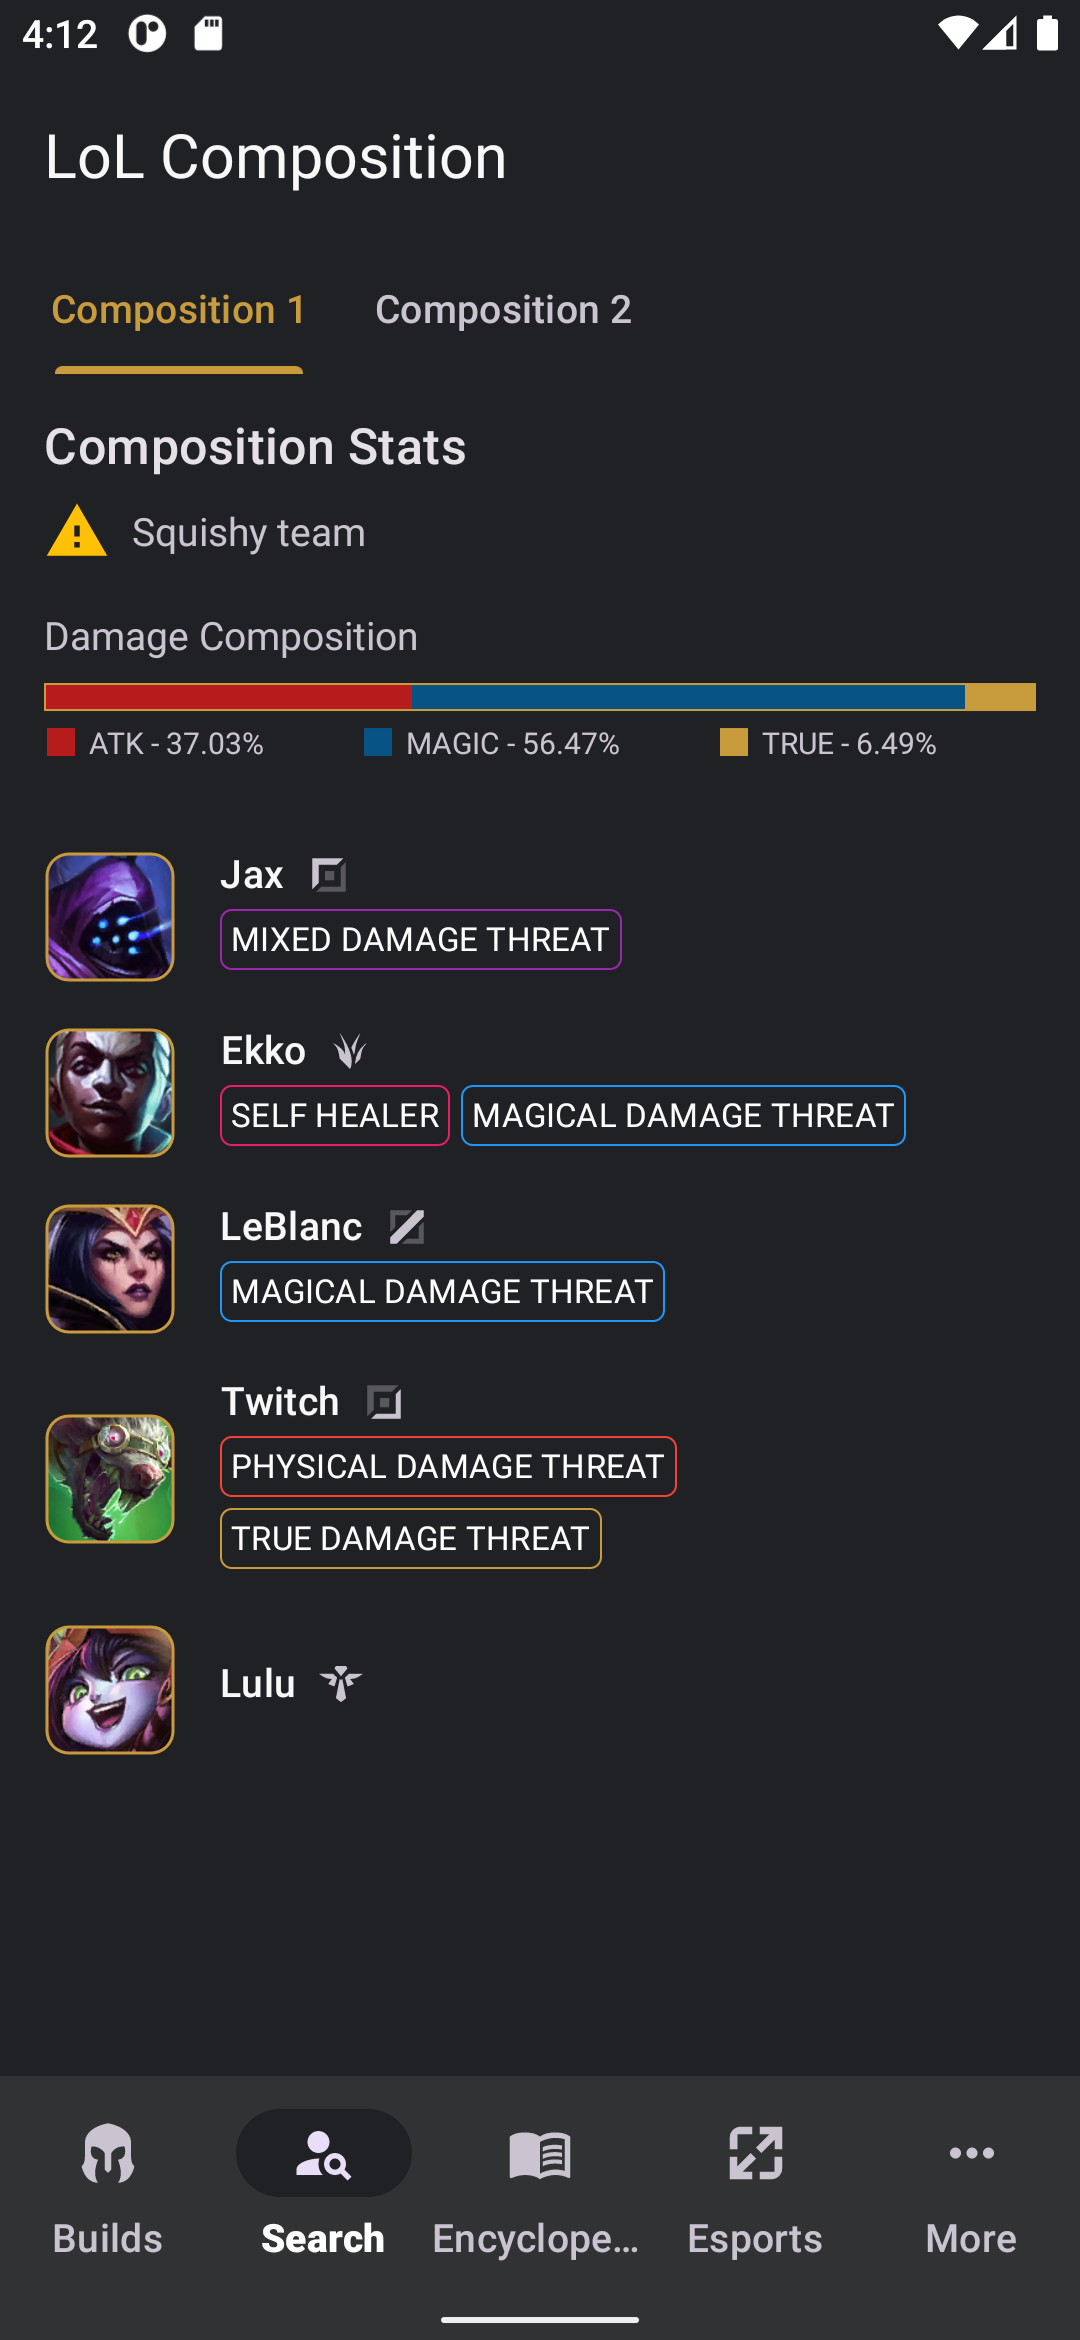 4:12
LoL Composition
Composition 1 Composition 2
Composition Stats
Squishy team
Damage Composition
ATK - 37.03% MAGIC - 56.47% TRUE - 6.49%
Jax
MIXED DAMAGE THREAT
Ekko
SELF HEALER MAGICAL DAMAGE THREAT
LeBlanc
MAGICAL DAMAGE THREAT
Twitch
PHYSICAL DAMAGE THREAT
TRUE DAMAGE THREAT
Lulu
Builds Search Encyclope... Esports More